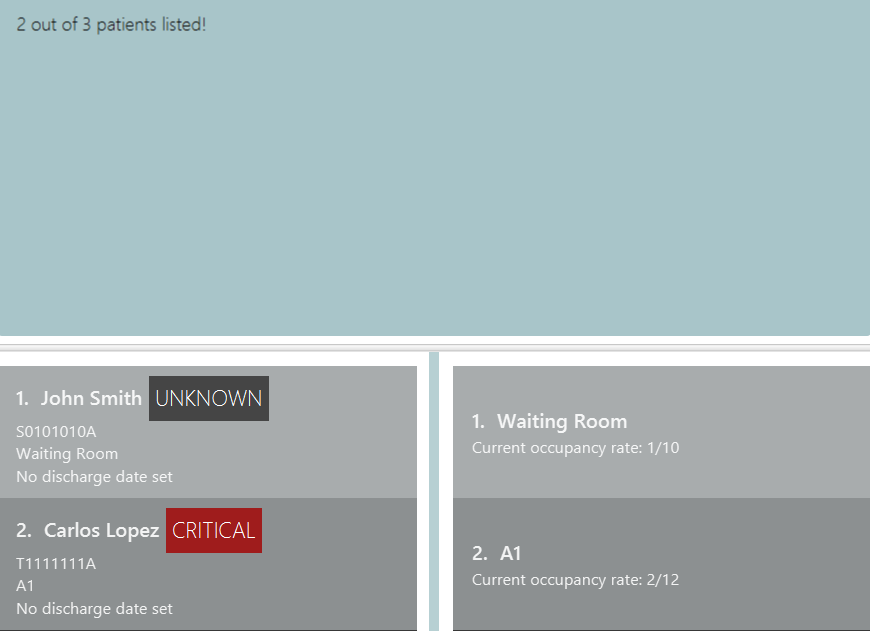 2 out of 3 patients listed!
1. John Smith UNKNOWN
S0101010A
Waiting Room
No discharge date set
2. Carlos Lopez CRITICAL
T1111111A
A1
No discharge date set
1. Waiting Room
Current occupancy rate: 1/10
2. A1
Current occupancy rate: 2/12